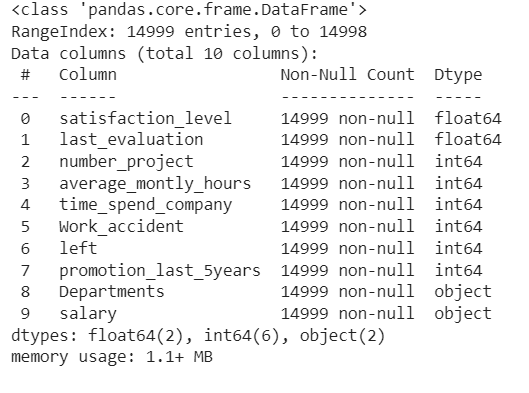 <class 'pandas.core.frame.DataFrame'>
RangeIndex: 14999 entries, 0 to 14998
Data columns (total 10 columns):
 #   Column                 Non-Null Count  Dtype
---  ------                 --------------  -----
 0   satisfaction_level     14999 non-null  float64
 1   last_evaluation        14999 non-null  float64
 2   number_project         14999 non-null  int64
 3   average_montly_hours   14999 non-null  int64
 4   time_spend_company     14999 non-null  int64
 5   Work_accident          14999 non-null  int64
 6   left                   14999 non-null  int64
 7   promotion_last_5years  14999 non-null  int64
 8   Departments            14999 non-null  object
 9   salary                 14999 non-null  object
dtypes: float64(2), int64(6), object(2)
memory usage: 1.1+ MB